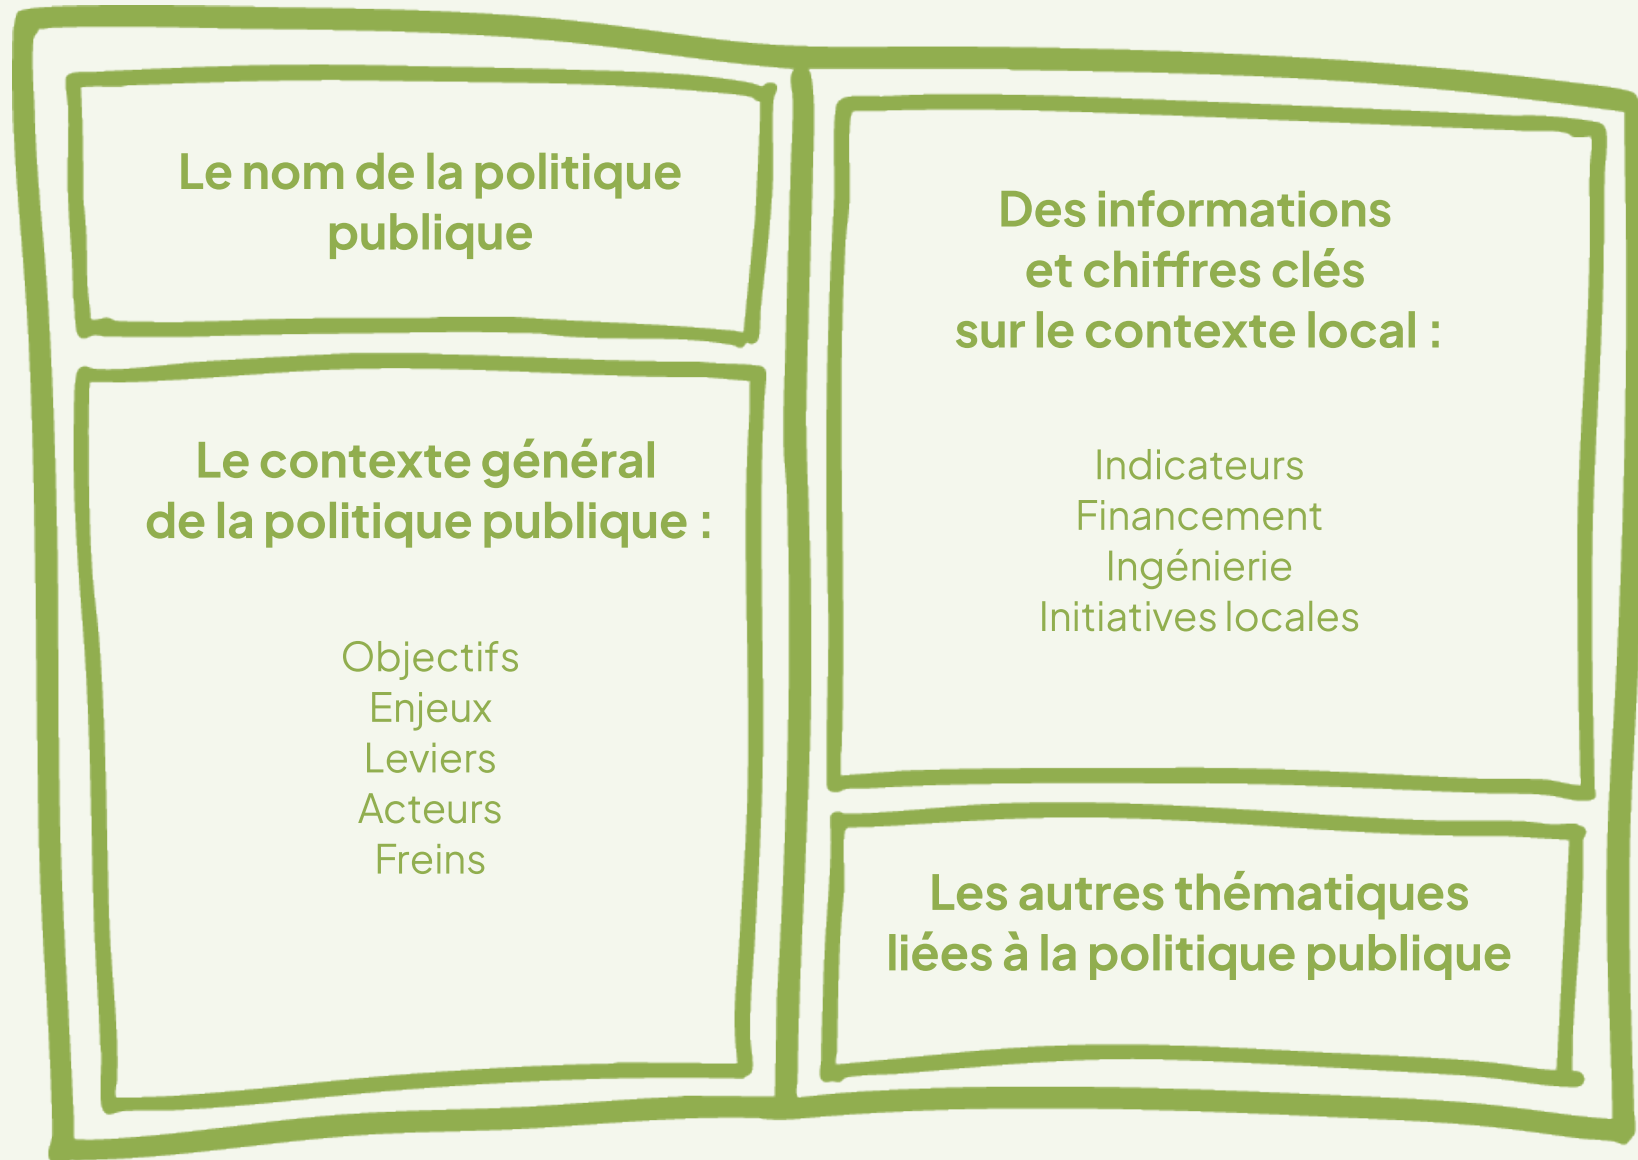 Le nom de la politique
publique
Le contexte général
de la politique publique :
Objectifs
Enjeux
Leviers
Acteurs
Freins
Des informations
et chiffres clés
sur le contexte local :
Indicateurs
Financement
Ingénierie
Initiatives locales
Les autres thématiques
liées à la politique publique